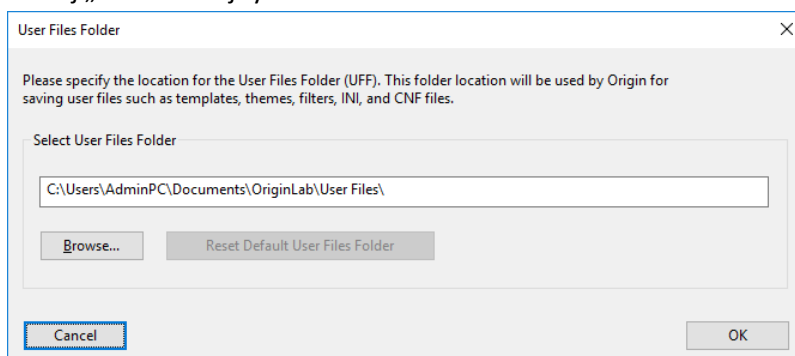 User Files Folder
Please specify the location for the User Files Folder (UFF). This folder location will be used by Origin for
saving user files such as templates, themes, filters, INI, and CNF files.
Select User Files Folder
C:\Users\AdminPC\Documents\OriginLab\User Files\
Browse... Reset Default User Files Folder
Cancel OK